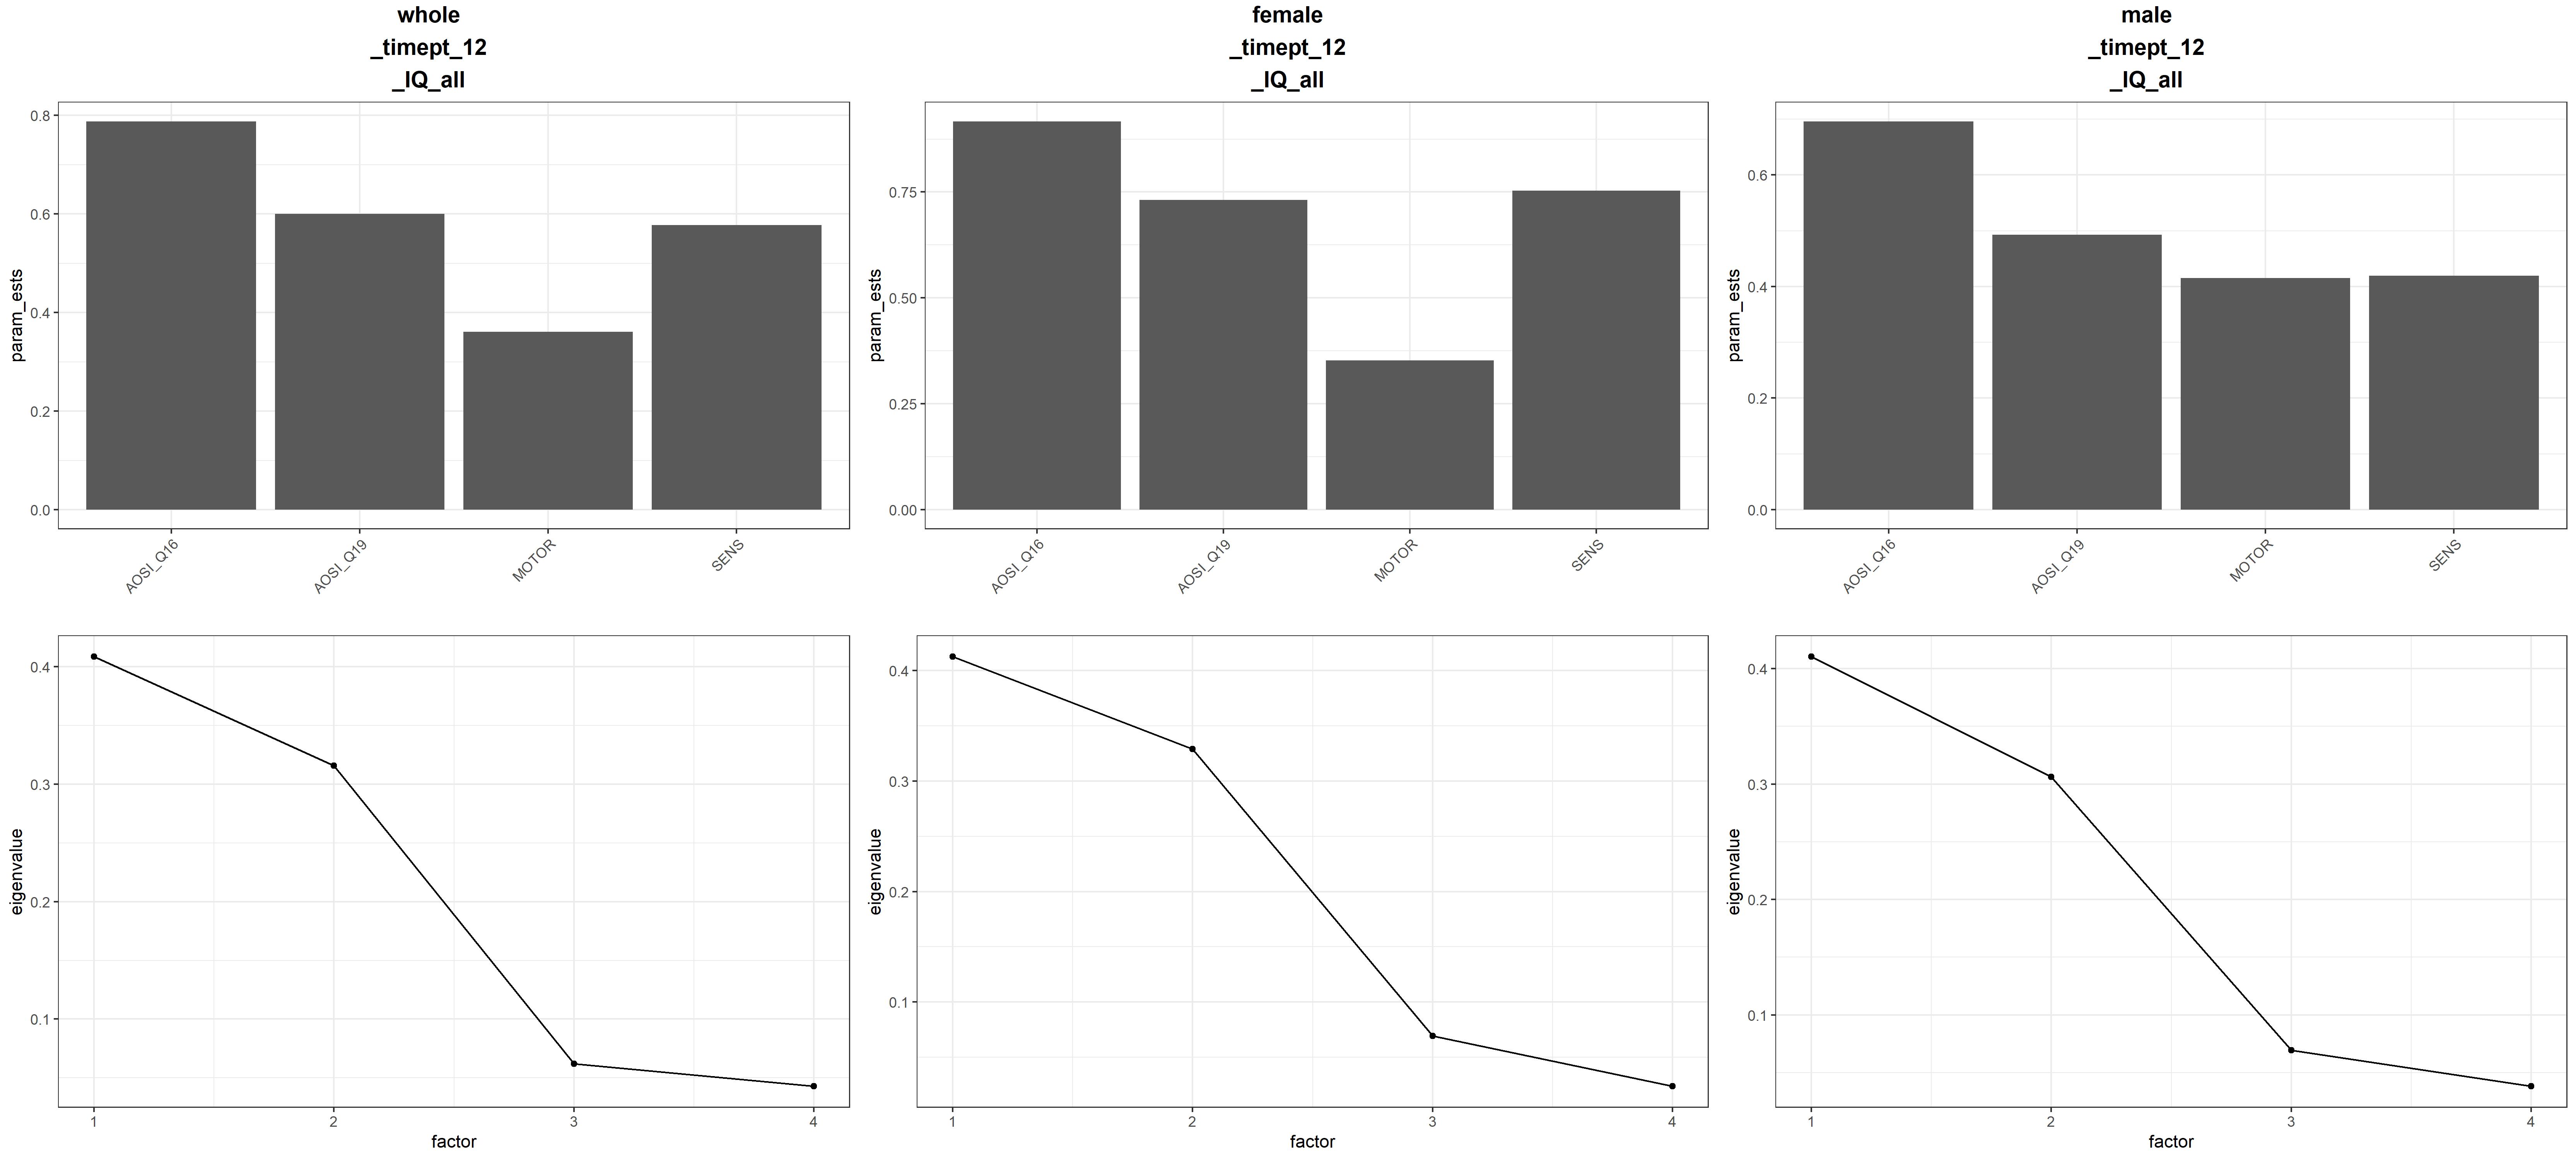 whole
_timept_12
_IQ_all
female
_timept_12
_IQ_all
male
_timept_12
_IQ_all
param_ests
0.8
0.6
0.4
0.2
0.0
AOSI_Q16
AOSI_Q19
MOTOR
SENS
param_ests
0.75
0.50
0.25
0.00
AOSI_Q16
AOSI_Q19
MOTOR
SENS
param_ests
0.6
0.4
0.2
0.0
AOSI_Q16
AOSI_Q19
MOTOR
SENS
eigenvalue
0.4
0.3
0.2
0.1
1 2 3 4
factor
eigenvalue
0.4
0.3
0.2
0.1
1 2 3 4
factor
eigenvalue
0.4
0.3
0.2
0.1
1 2 3 4
factor